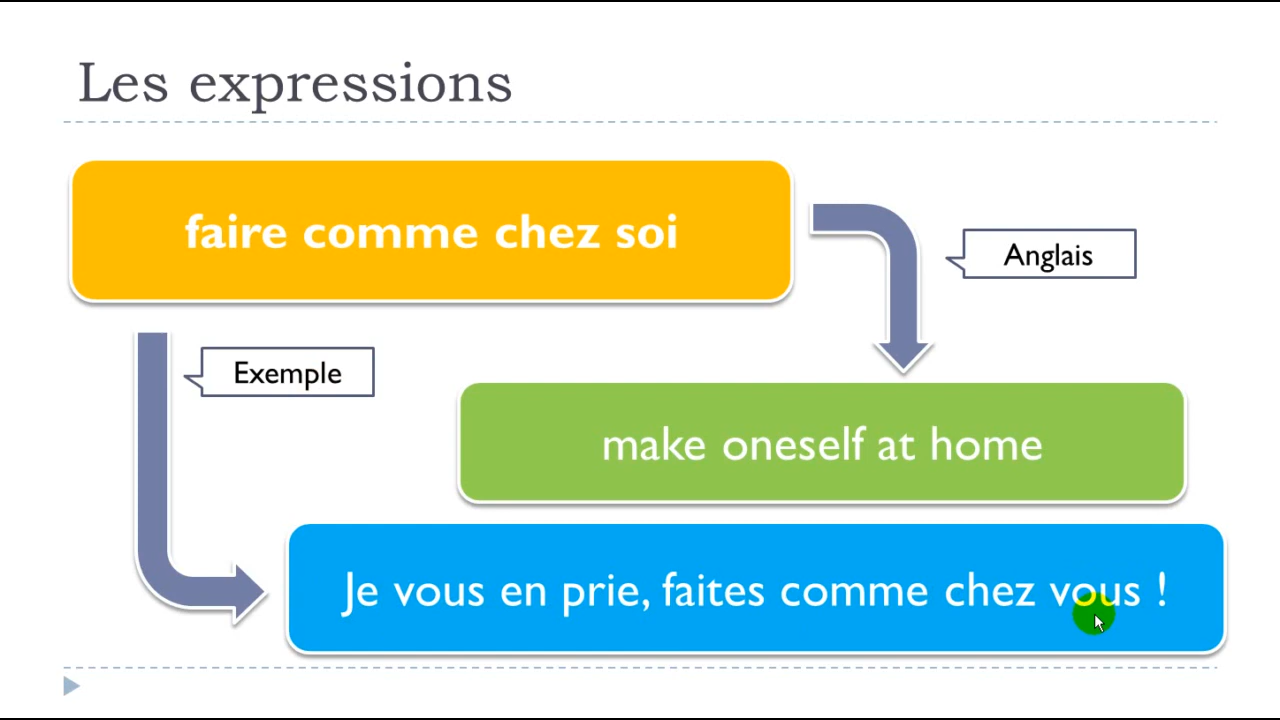 Les expressions
faire comme chez soi
Anglais
Exemple
make oneself at home
Je vous en prie, faites comme chez vous !